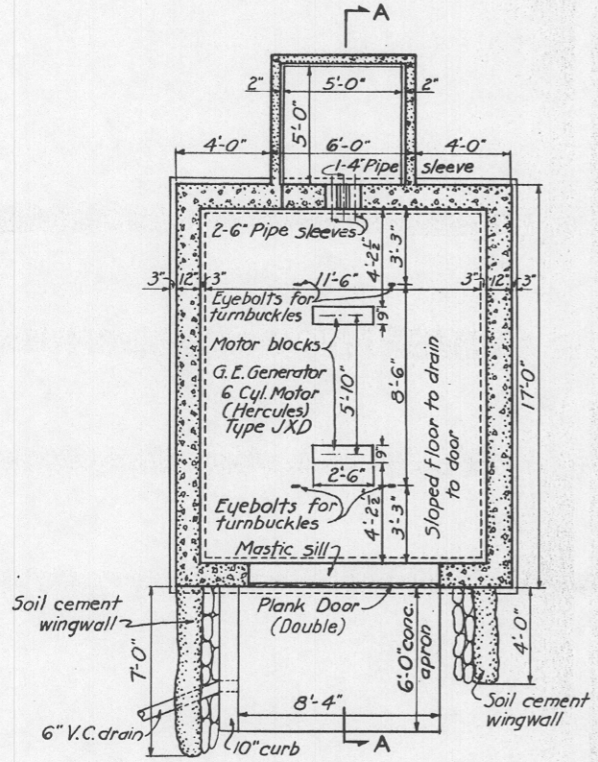 A
2" 5'-0" 2"
5'-0"
4'-0" 6'-0" 4'-0"
1-4" Pipe sleeve
2-6" Pipe sleeves
4'-2½"
3'-3"
3" 12" 3" 11'-6" 3" 12" 3"
Eyebolts for
turnbuckles
9"
Motor blocks
G.E. Generator
6 Cyl. Motor
(Hercules)
Type JXD
5'-10"
8'-6"
Sloped floor to drain
to door
17'-0"
9"
2'-6"
Eyebolts for
turnbuckles
4'-2½"
3'-3"
Mastic sill
Soil cement
wingwall
Plank Door
(Double)
7'-0"
6'-0" conc.
apron
4'-0"
8'-4"
Soil cement
wingwall
6" V.C. drain
10" curb
A